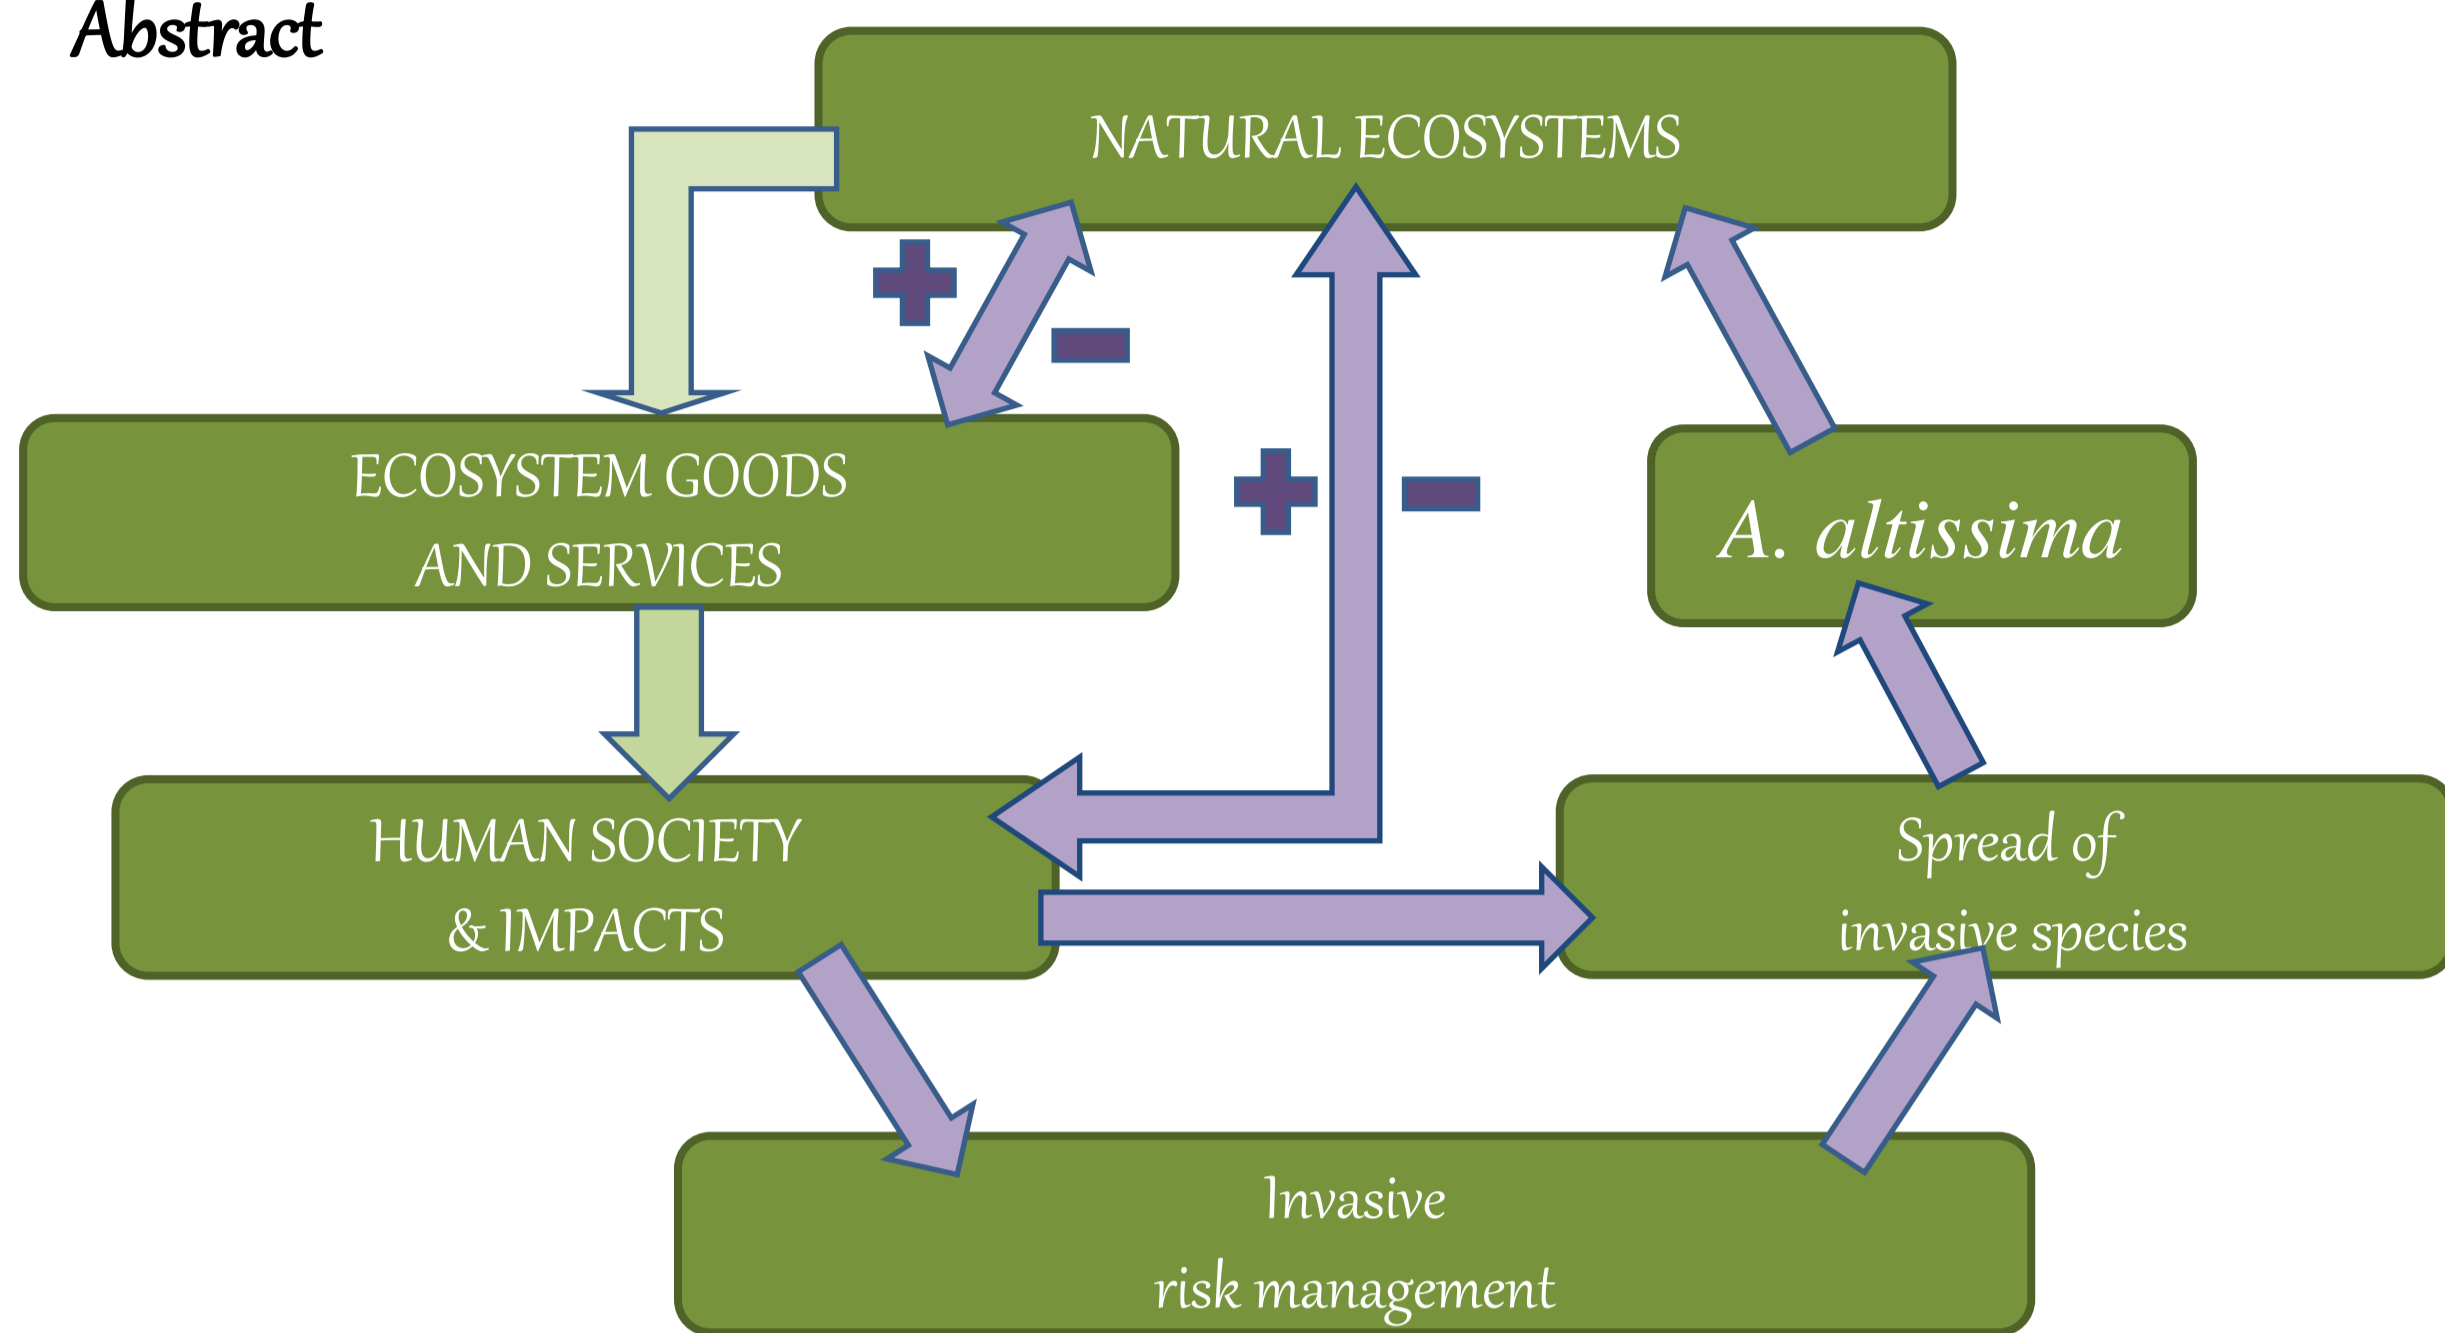 Abstract
NATURAL ECOSYSTEMS
ECOSYSTEM GOODS
AND SERVICES
A. altissima
HUMAN SOCIETY
& IMPACTS
Spread of
invasive species
Invasive
risk management